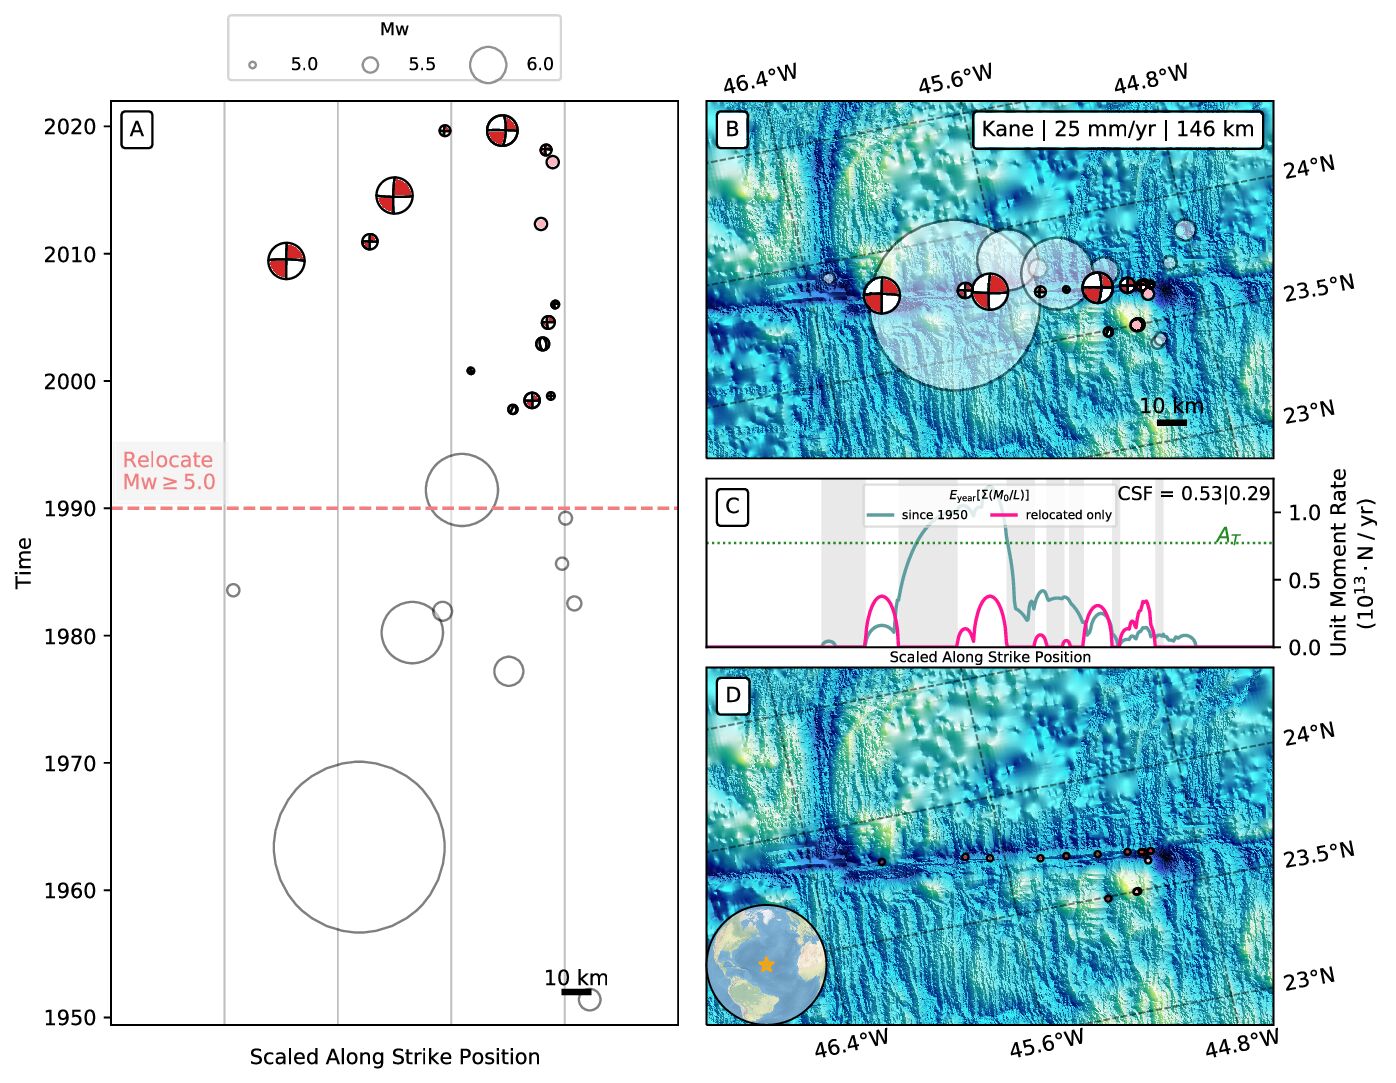 Mw
5.0 5.5 6.0
A
2020
2010
2000
1990
1980
1970
1960
1950
Time
Relocate
Mw ≥ 5.0
10 km
Scaled Along Strike Position
46.4°W 45.6°W 44.8°W
B
Kane | 25 mm/yr | 146 km
24°N
23.5°N
23°N
10 km
C
E_year[Σ(M_0/L)]
since 1950 relocated only
CSF = 0.53|0.29
A_T
1.0
0.5
0.0
Unit Moment Rate
(10^13 · N / yr)
Scaled Along Strike Position
D
24°N
23.5°N
23°N
46.4°W 45.6°W 44.8°W